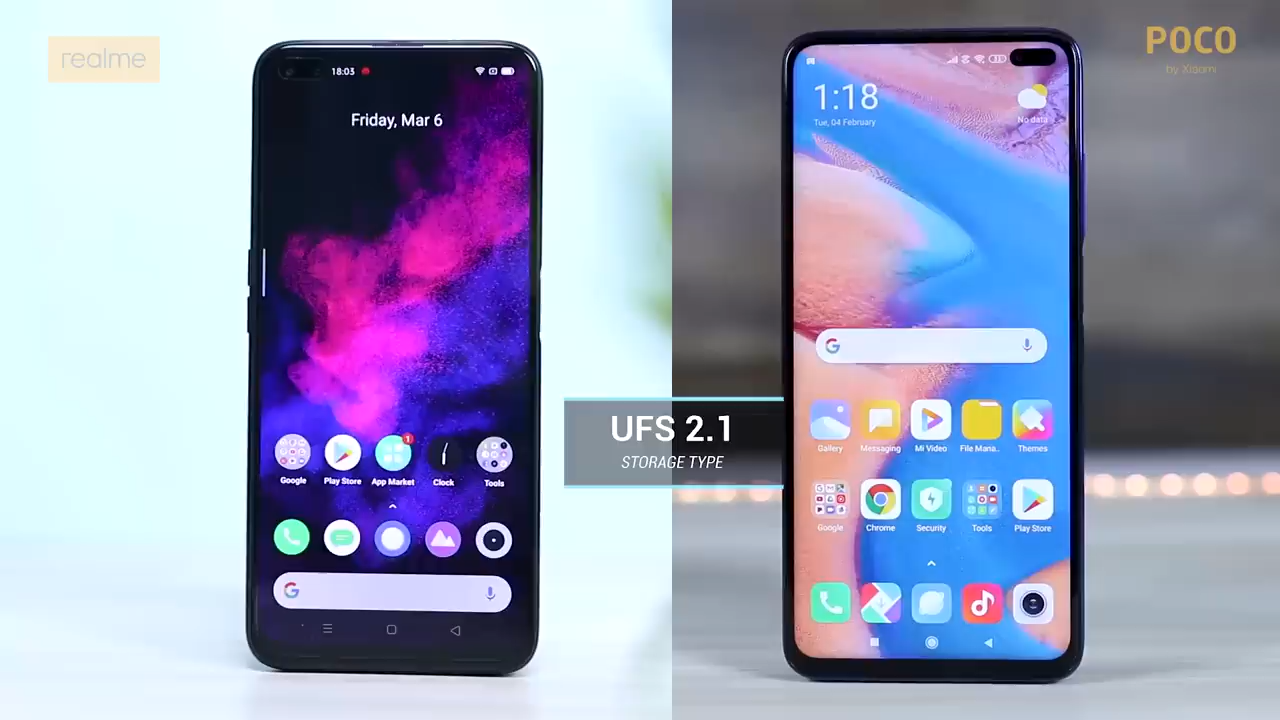 realme
18:03
Friday, Mar 6
Google
Play Store
1
App Market
Clock
Tools
UFS 2.1
STORAGE TYPE
POCO
by Xiaomi
1:18
Tue, 04 February
No data
Gallery
Messaging
Mi Video
File Mana..
Themes
Google
Chrome
Security
Tools
Play Store